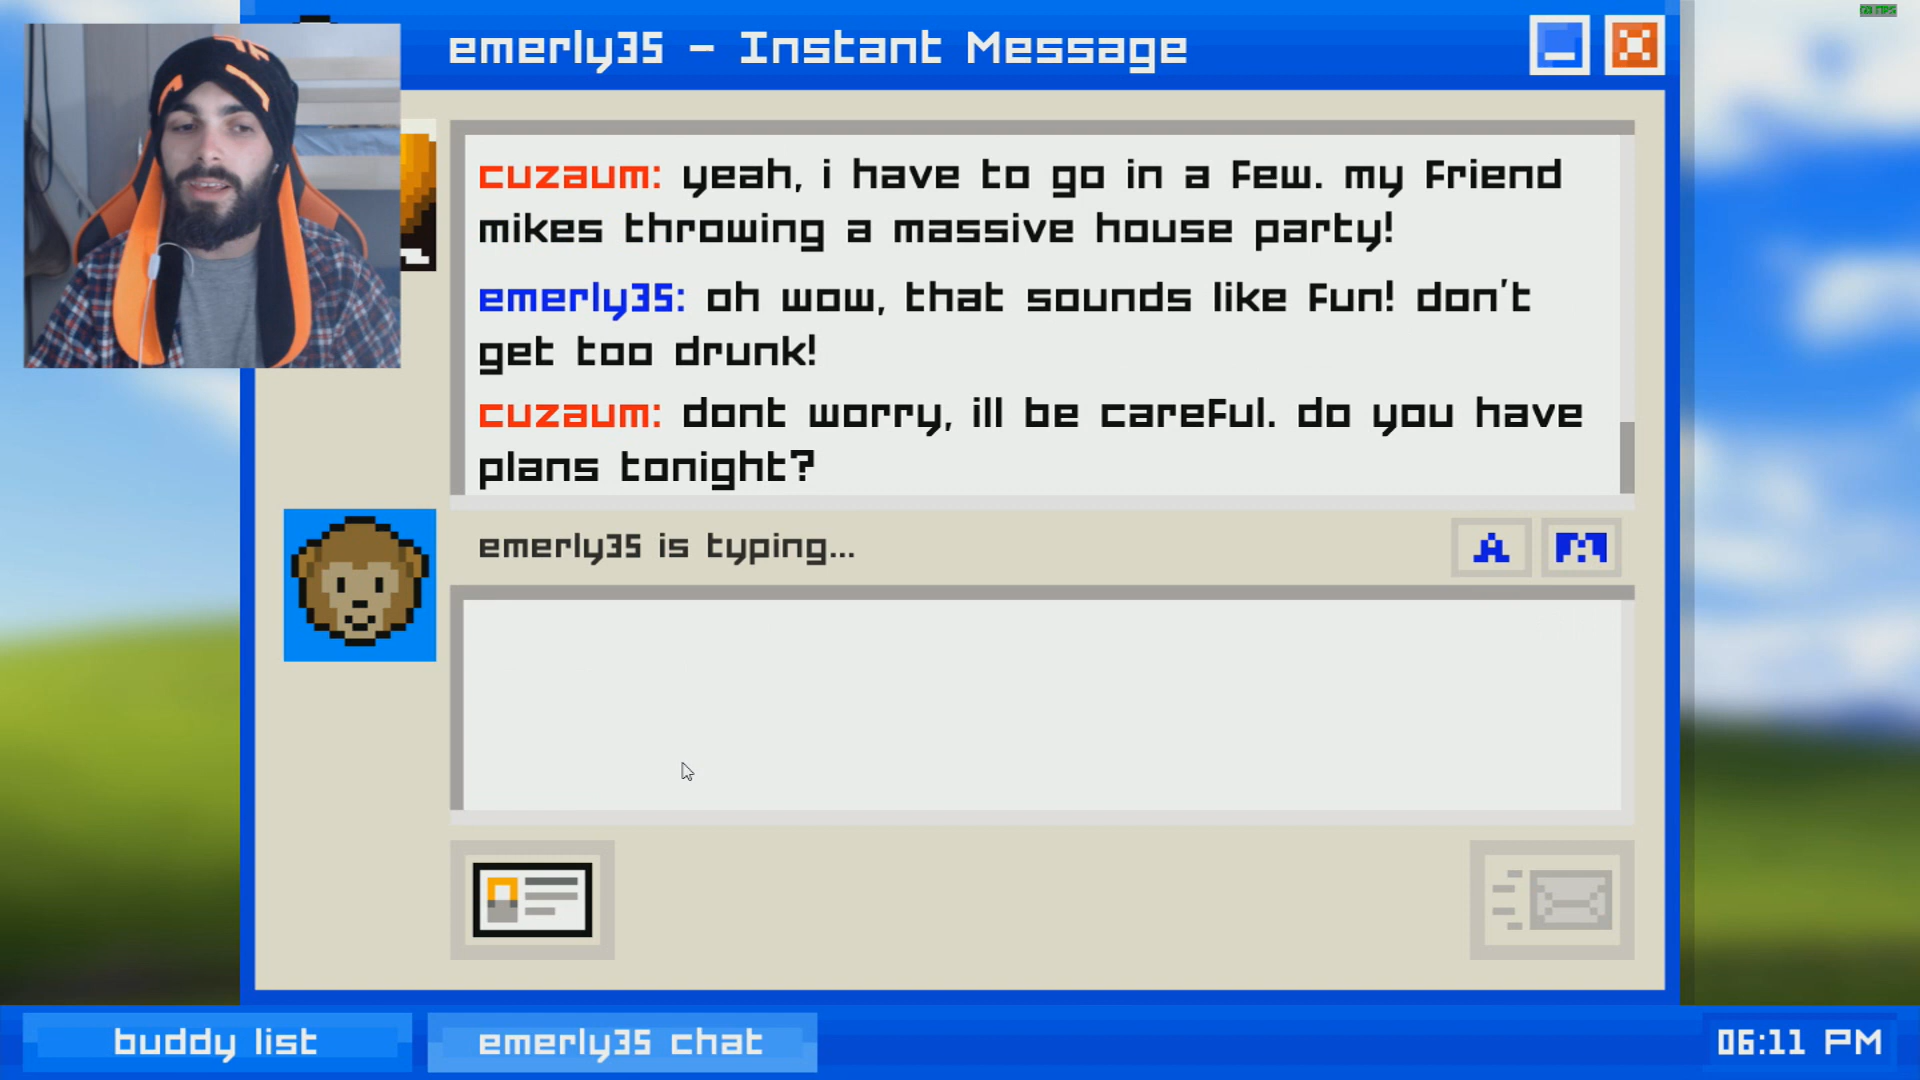 emerly35 - Instant Message
cuzaum: yeah, i have to go in a few. my friend
mikes throwing a massive house party!
emerly35: oh wow, that sounds like fun! don't
get too drunk!
cuzaum: dont worry, ill be careful. do you have
plans tonight?
emerly35 is typing...
A
buddy list
emerly35 chat
06:11 PM